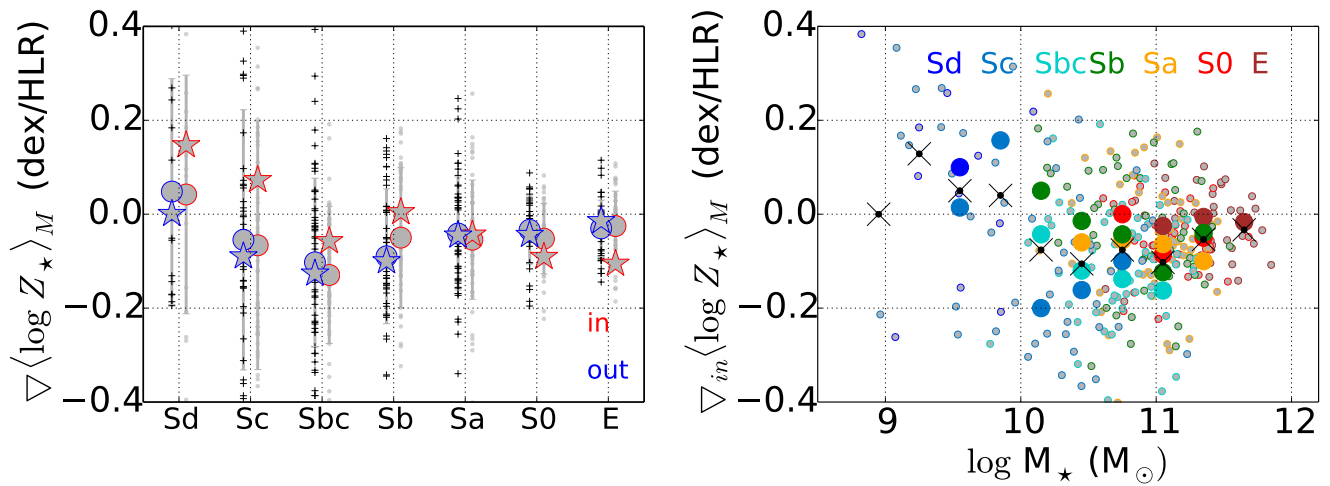 0.4
0.2
0.0
−0.2
−0.4
▽⟨log Z⋆⟩M (dex/HLR)
in
out
Sd Sc Sbc Sb Sa S0 E
0.4
0.2
0.0
−0.2
−0.4
▽in⟨log Z⋆⟩M (dex/HLR)
Sd Sc Sbc Sb Sa S0 E
9 10 11 12
log M⋆ (M⊙)